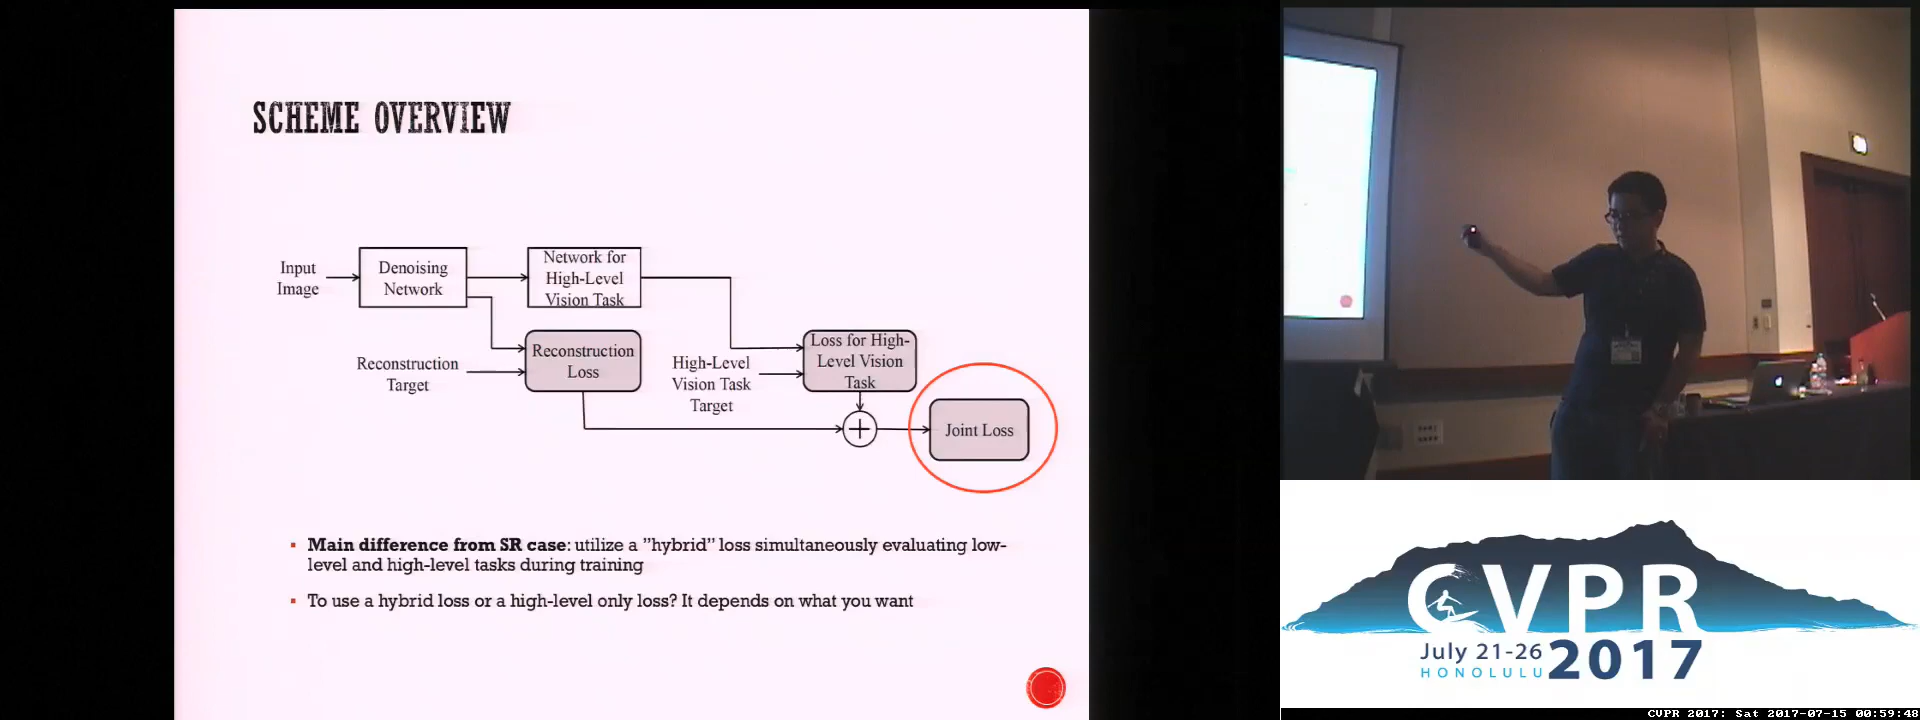 SCHEME OVERVIEW
Input
Image
Denoising
Network
Network for
High-Level
Vision Task
Reconstruction
Target
Reconstruction
Loss
High-Level
Vision Task
Target
Loss for High-
Level Vision
Task
+
Joint Loss
▪ Main difference from SR case: utilize a ”hybrid” loss simultaneously evaluating low-
level and high-level tasks during training
▪ To use a hybrid loss or a high-level only loss? It depends on what you want
CVPR
July 21-26
HONOLULU
2017
CVPR 2017: Sat 2017-07-15 00:59:48